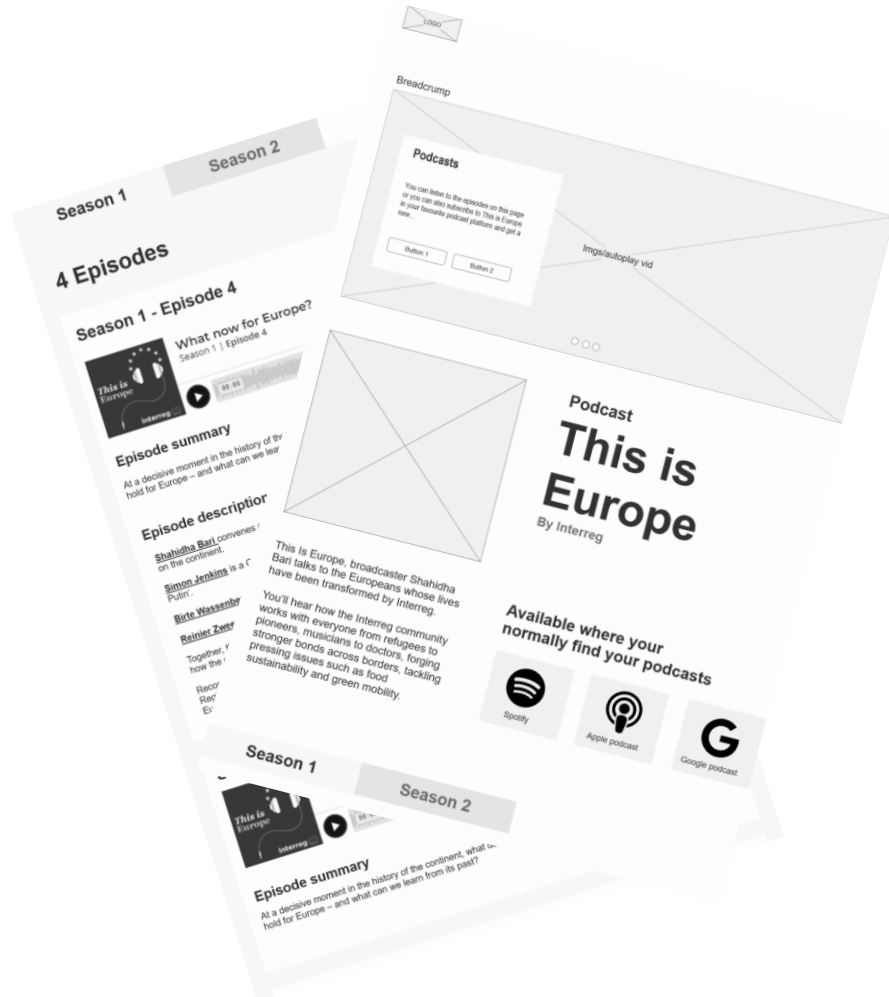 LOGO
Breadcrump
Podcasts
You can listen to the episodes on this page
or you can also subscribe to This is Europe
in your favourite podcast platform and get a
new...
Button 1
Button 2
Imgs/autoplay vid
Podcast
This is
Europe
By Interreg
This Is Europe, broadcaster Shahidha
Bari talks to the Europeans whose lives
have been transformed by Interreg.
You'll hear how the Interreg community
works with everyone from refugees to
pioneers, musicians to doctors, forging
stronger bonds across borders, tackling
pressing issues such as food
sustainability and green mobility.
Available where your
normally find your podcasts
Spotify
Apple podcast
Google podcast
Season 1
Season 2
Season 1
Season 2
4 Episodes
Season 1 - Episode 4
What now for Europe?
Season 1 | Episode 4
This is
Europe
Interreg
00:00
Episode summary
At a decisive moment in the history of
hold for Europe – and what can we
Episode description
Shahidha Bari convenes
on the continent.
Simon Jenkins is a
Putin'.
Birte
Reinier
Together,
how the
This is
Europe
Interreg
Episode summary
At a decisive moment in the history of the continent, what
hold for Europe – and what can we learn from its past?